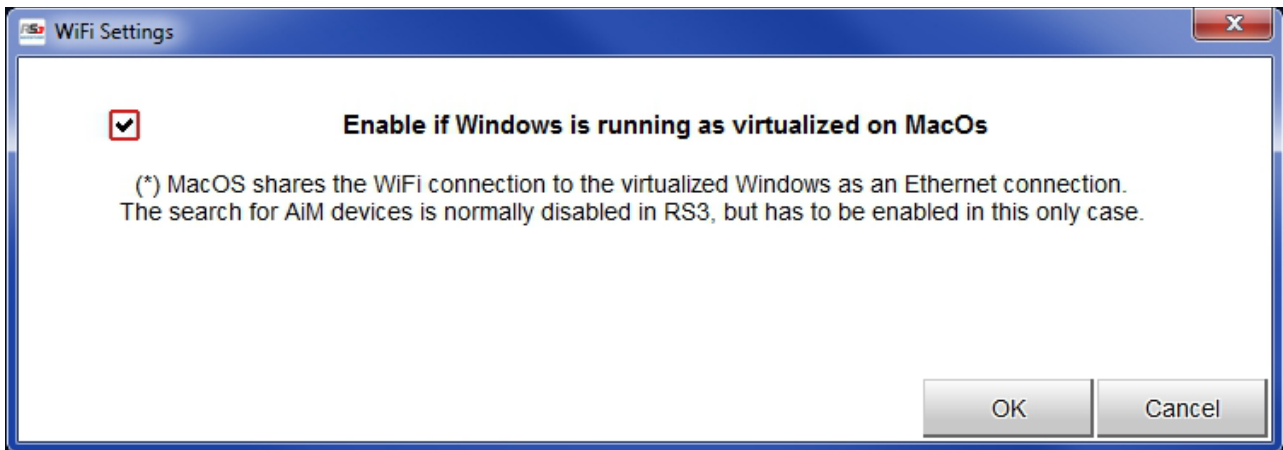 RS3 WiFi Settings
Enable if Windows is running as virtualized on MacOs
(*) MacOS shares the WiFi connection to the virtualized Windows as an Ethernet connection.
The search for AiM devices is normally disabled in RS3, but has to be enabled in this only case.
OK Cancel